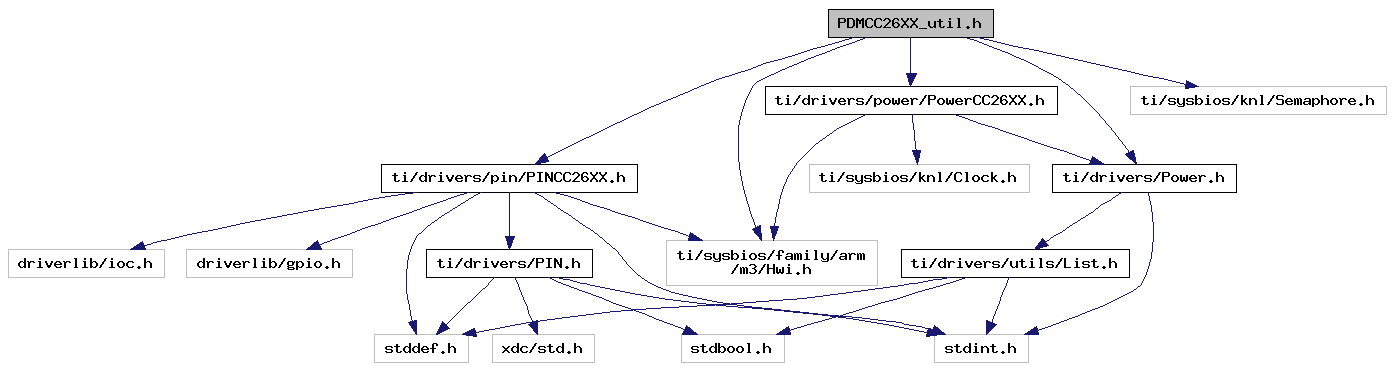 PDMCC26XX_util.h
ti/drivers/power/PowerCC26XX.h
ti/sysbios/knl/Semaphore.h
ti/drivers/pin/PINCC26XX.h
ti/sysbios/knl/Clock.h
ti/drivers/Power.h
driverlib/ioc.h
driverlib/gpio.h
ti/drivers/PIN.h
ti/sysbios/family/arm
/m3/Hwi.h
ti/drivers/utils/List.h
stddef.h
xdc/std.h
stdbool.h
stdint.h